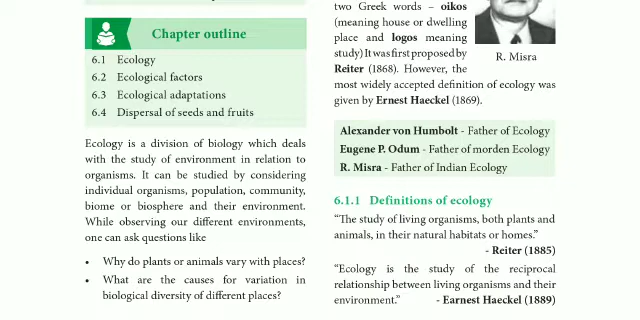 Chapter outline
6.1 Ecology
6.2 Ecological factors
6.3 Ecological adaptations
6.4 Dispersal of seeds and fruits
Ecology is a division of biology which deals
with the study of environment in relation to
organisms. It can be studied by considering
individual organisms, population, community,
biome or biosphere and their environment.
While observing our different environments,
one can ask questions like
• Why do plants or animals vary with places?
• What are the causes for variation in
biological diversity of different places?
two Greek words – oikos
(meaning house or dwelling
place and logos meaning
study) It was first proposed by
Reiter (1868). However, the
most widely accepted definition of ecology was
given by Ernest Haeckel (1869).
R. Misra
Alexander von Humbolt - Father of Ecology
Eugene P. Odum - Father of morden Ecology
R. Misra - Father of Indian Ecology
6.1.1 Definitions of ecology
“The study of living organisms, both plants and
animals, in their natural habitats or homes.”
- Reiter (1885)
“Ecology is the study of the reciprocal
relationship between living organisms and their
environment.” - Earnest Haeckel (1889)